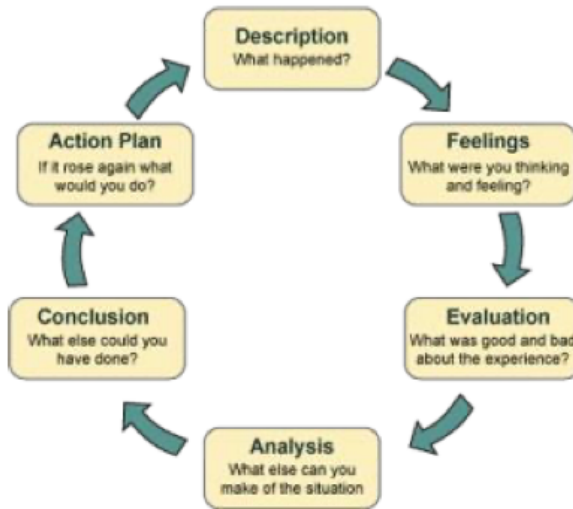 Description
What happened?
Feelings
What were you thinking
and feeling?
Evaluation
What was good and bad
about the experience?
Analysis
What else can you
make of the situation
Conclusion
What else could you
have done?
Action Plan
If it rose again what
would you do?